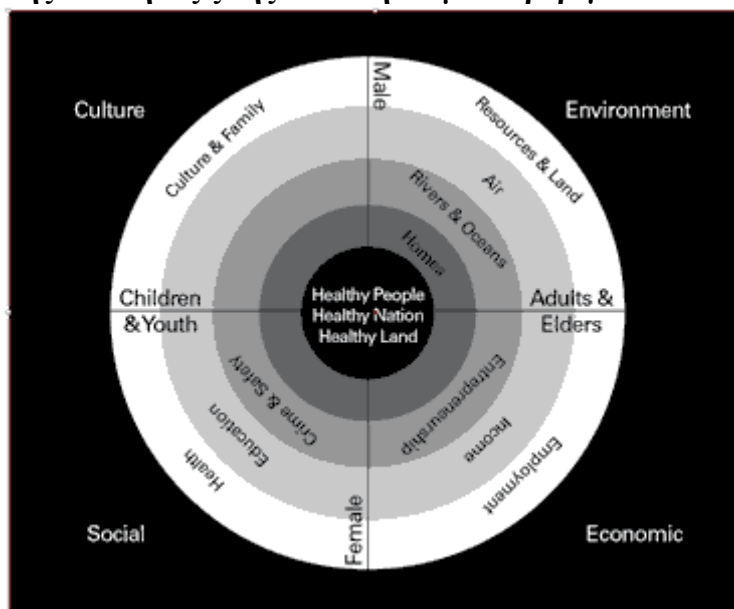 Culture
Environment
Male
Culture & Family
Resources & Land
Air
Rivers & Oceans
Homes
Children
& Youth
Adults &
Elders
Healthy People
Healthy Nation
Healthy Land
Crime & Safety
Education
Health
Entrepreneurship
Income
Employment
Female
Social
Economic